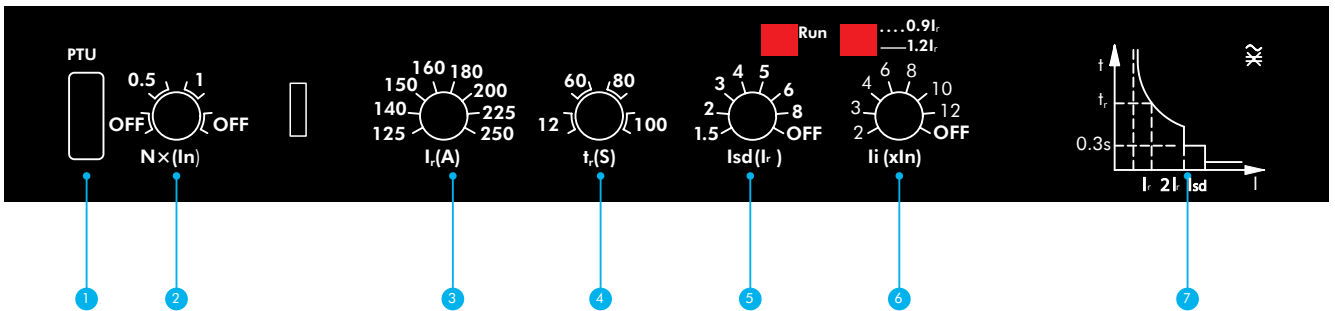 PTU
0.5 1
OFF OFF
N×(In)
160 180
150 200
140 225
125 250
Ir(A)
60 80
12 100
tr(S)
Run
4 5
3 6
2 8
1.5 OFF
Isd(Ir )
....0.9Ir
1.2Ir
6 8
4 10
3 12
2 OFF
Ii (xIn)
t
tr
0.3s
Ir 2Ir Isd I
1 2 3 4 5 6 7